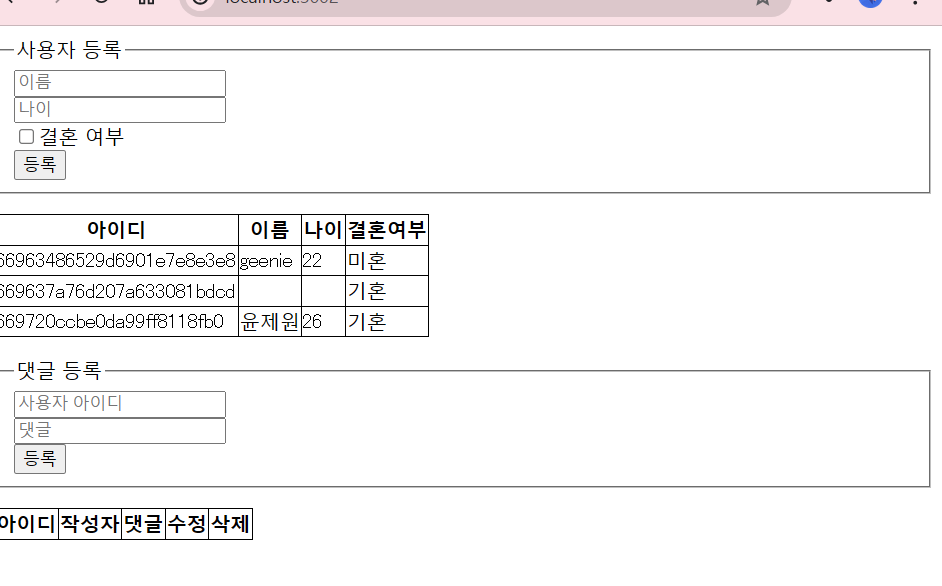 사용자 등록
이름
나이
결혼 여부
등록
아이디 이름 나이 결혼여부
66963486529d6901e7e8e3e8 geenie 22 미혼
669637a76d207a633081bdcd 기혼
669720ccbe0da99ff8118fb0 윤제원 26 기혼
댓글 등록
사용자 아이디
댓글
등록
아이디 작성자 댓글 수정 삭제